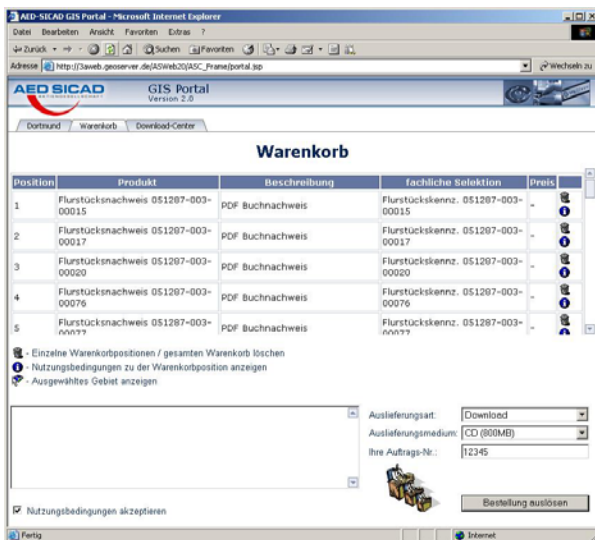 AED-SICAD GIS Portal - Microsoft Internet Explorer
Datei Bearbeiten Ansicht Favoriten Extras ?
Zurück Suchen Favoriten
Adresse http://3aweb.geoserver.de/ASWeb20/ASC_Frame/portal.jsp Wechseln zu
AED SICAD
AKTIENGESELLSCHAFT
GIS Portal
Version 2.0
Dortmund Warenkorb Download-Center
Warenkorb
Position Produkt Beschreibung fachliche Selektion Preis
1 Flurstücksnachweis 051287-003-00015 PDF Buchnachweis Flurstückskennz. 051287-003-00015 -
2 Flurstücksnachweis 051287-003-00017 PDF Buchnachweis Flurstückskennz. 051287-003-00017 -
3 Flurstücksnachweis 051287-003-00020 PDF Buchnachweis Flurstückskennz. 051287-003-00020 -
4 Flurstücksnachweis 051287-003-00076 PDF Buchnachweis Flurstückskennz. 051287-003-00076 -
5 Flurstücksnachweis 051287-003-00077 PDF Buchnachweis Flurstückskennz. 051287-003-00077 -
- Einzelne Warenkorbpositionen / gesamten Warenkorb löschen
- Nutzungsbedingungen zu der Warenkorbposition anzeigen
- Ausgewähltes Gebiet anzeigen
Auslieferungsart: Download
Auslieferungsmedium: CD (800MB)
Ihre Auftrags-Nr.: 12345
Nutzungsbedingungen akzeptieren
Bestellung auslösen
Fertig Internet